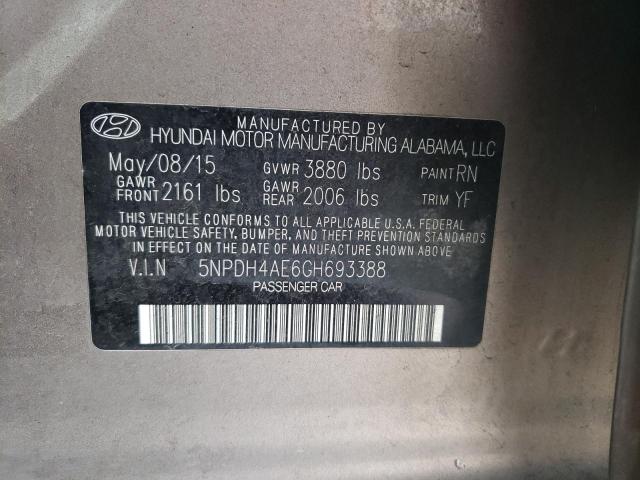 MANUFACTURED BY
HYUNDAI MOTOR MANUFACTURING ALABAMA, LLC
May/08/15 GVWR 3880 lbs PAINT RN
GAWR FRONT 2161 lbs GAWR REAR 2006 lbs TRIM YF
THIS VEHICLE CONFORMS TO ALL APPLICABLE U.S.A. FEDERAL
MOTOR VEHICLE SAFETY, BUMPER, AND THEFT PREVENTION STANDARDS
IN EFFECT ON THE DATE OF MANUFACTURE SHOWN ABOVE
V.I.N 5NPDH4AE6GH693388
PASSENGER CAR